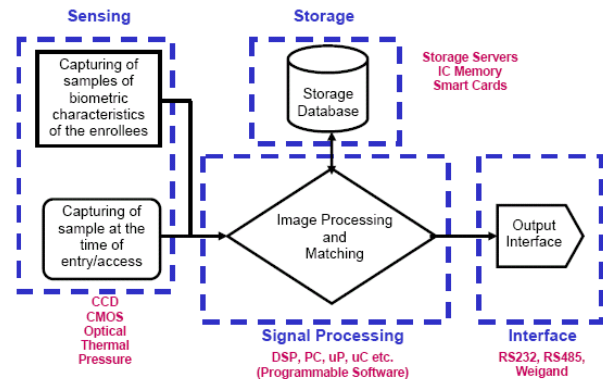 Sensing
Capturing of
samples of
biometric
characteristics
of the enrollees
Capturing of
sample at the
time of
entry/access
CCD
CMOS
Optical
Thermal
Pressure
Storage
Storage
Database
Storage Servers
IC Memory
Smart Cards
Image Processing
and
Matching
Signal Processing
DSP, PC, uP, uC etc.
(Programmable Software)
Output
Interface
Interface
RS232, RS485,
Weigand